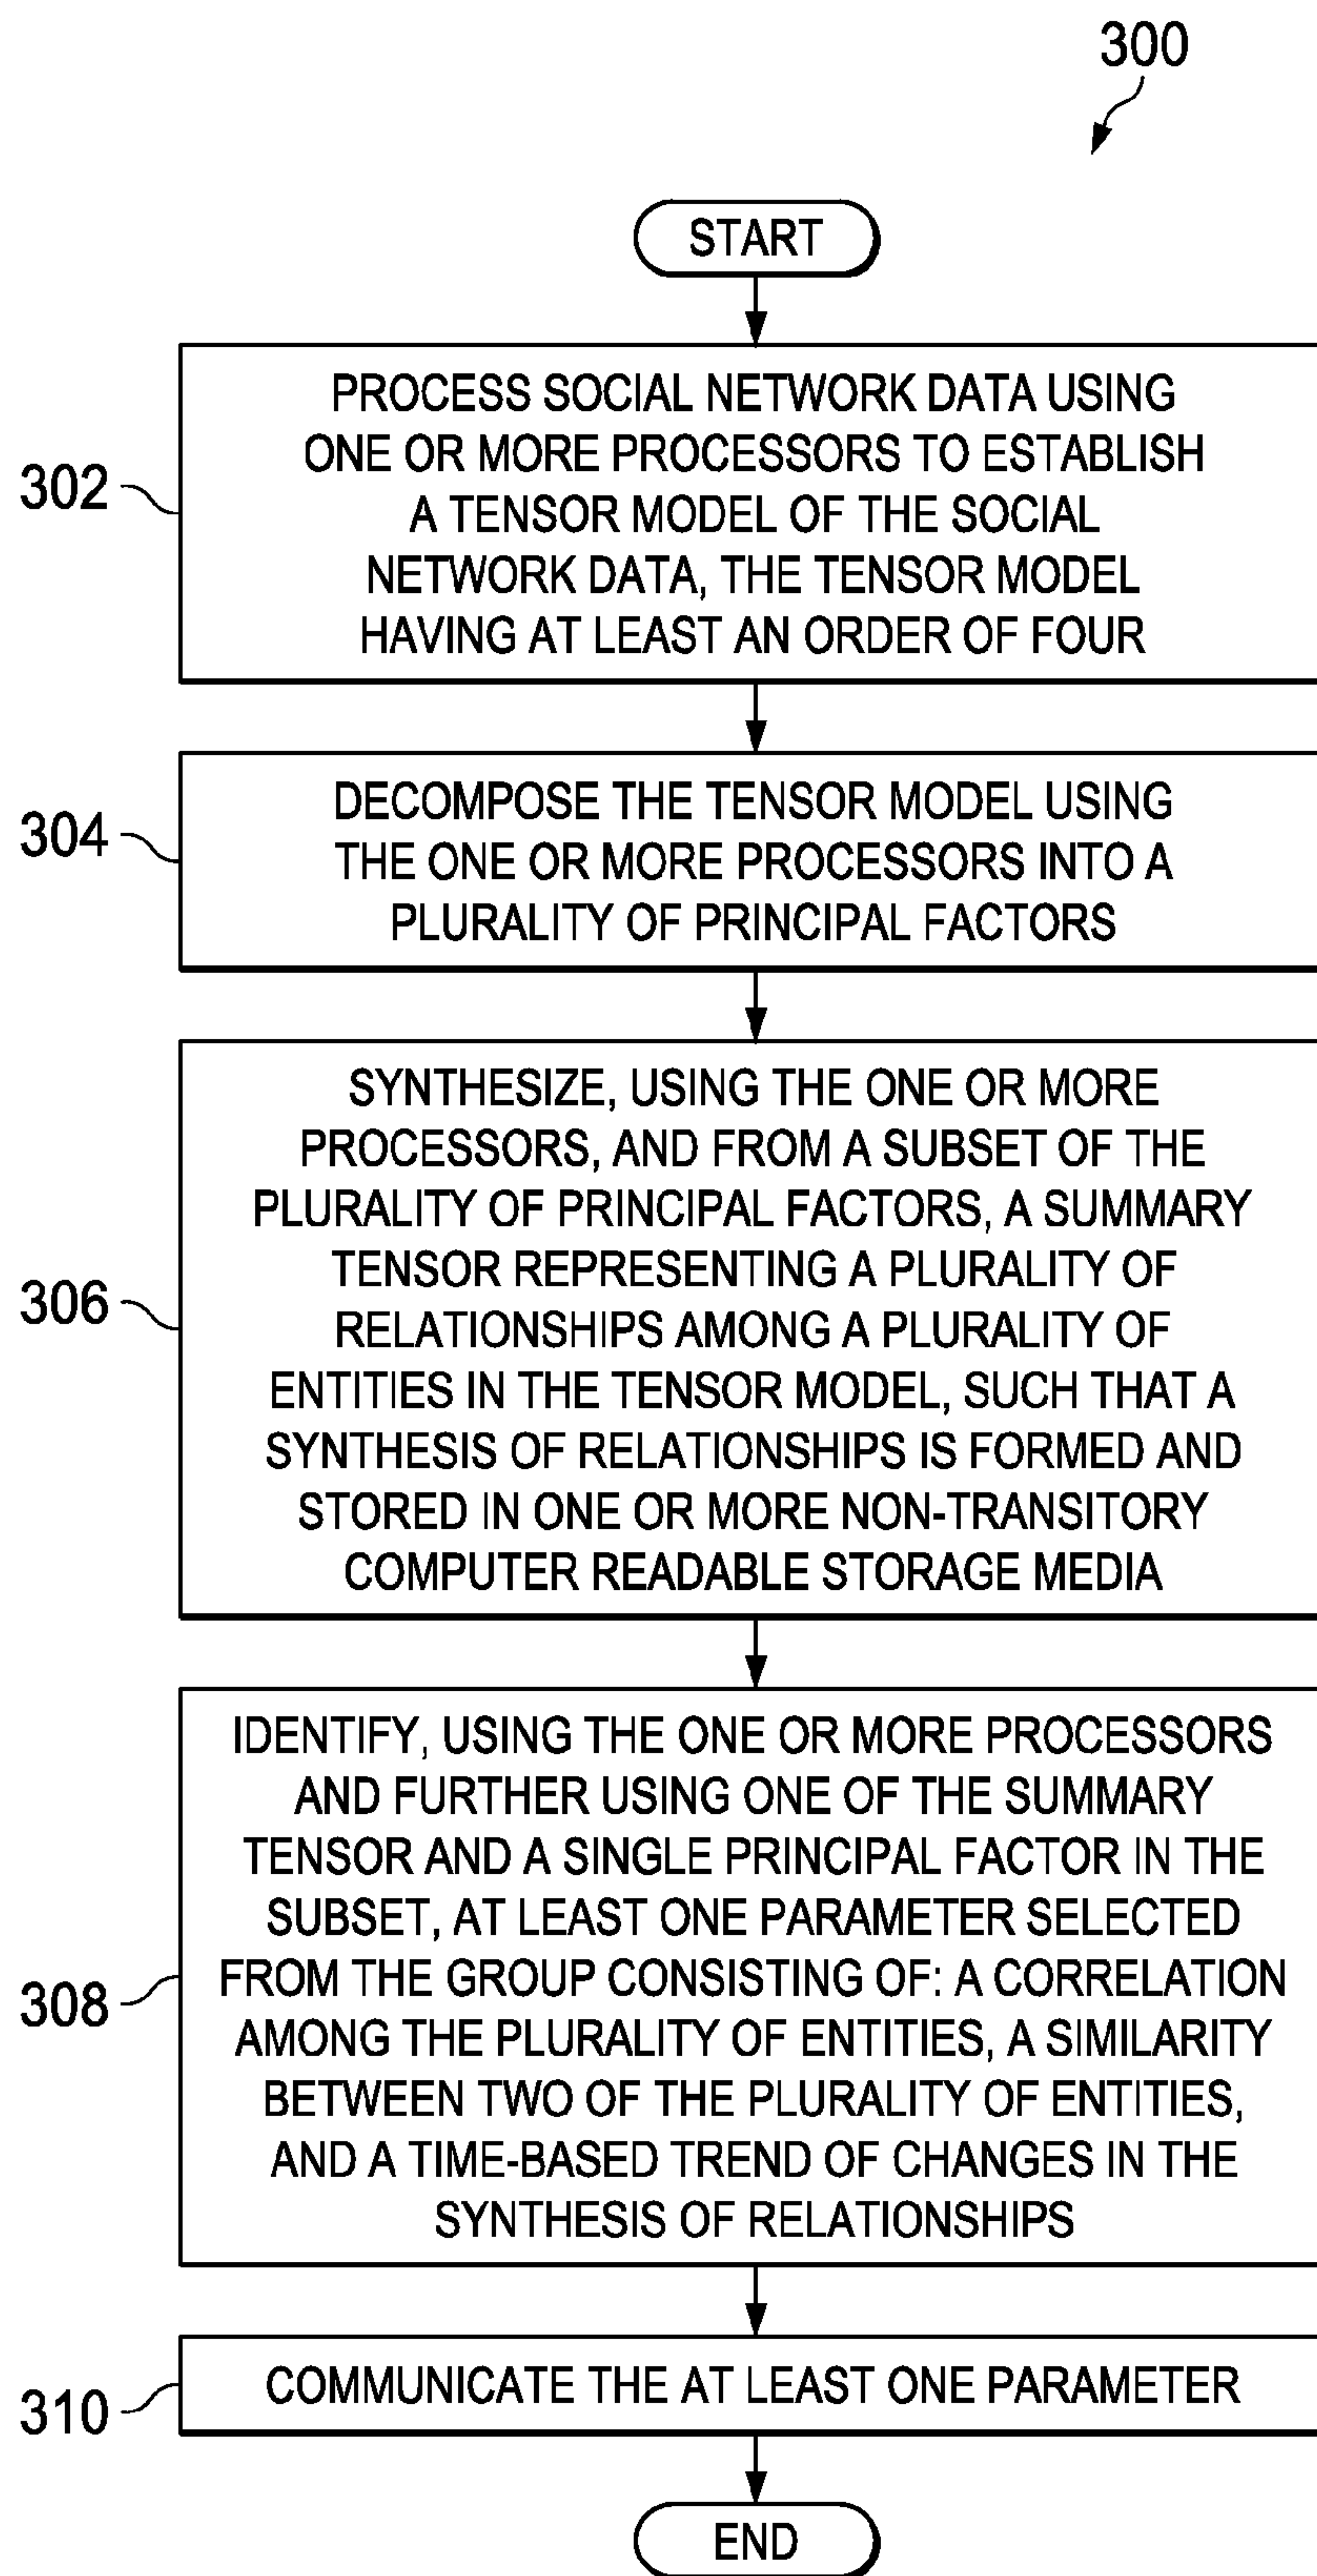 300
START
302
PROCESS SOCIAL NETWORK DATA USING
ONE OR MORE PROCESSORS TO ESTABLISH
A TENSOR MODEL OF THE SOCIAL
NETWORK DATA, THE TENSOR MODEL
HAVING AT LEAST AN ORDER OF FOUR
304
DECOMPOSE THE TENSOR MODEL USING
THE ONE OR MORE PROCESSORS INTO A
PLURALITY OF PRINCIPAL FACTORS
306
SYNTHESIZE, USING THE ONE OR MORE
PROCESSORS, AND FROM A SUBSET OF THE
PLURALITY OF PRINCIPAL FACTORS, A SUMMARY
TENSOR REPRESENTING A PLURALITY OF
RELATIONSHIPS AMONG A PLURALITY OF
ENTITIES IN THE TENSOR MODEL, SUCH THAT A
SYNTHESIS OF RELATIONSHIPS IS FORMED AND
STORED IN ONE OR MORE NON-TRANSITORY
COMPUTER READABLE STORAGE MEDIA
308
IDENTIFY, USING THE ONE OR MORE PROCESSORS
AND FURTHER USING ONE OF THE SUMMARY
TENSOR AND A SINGLE PRINCIPAL FACTOR IN THE
SUBSET, AT LEAST ONE PARAMETER SELECTED
FROM THE GROUP CONSISTING OF: A CORRELATION
AMONG THE PLURALITY OF ENTITIES, A SIMILARITY
BETWEEN TWO OF THE PLURALITY OF ENTITIES,
AND A TIME-BASED TREND OF CHANGES IN THE
SYNTHESIS OF RELATIONSHIPS
310
COMMUNICATE THE AT LEAST ONE PARAMETER
END